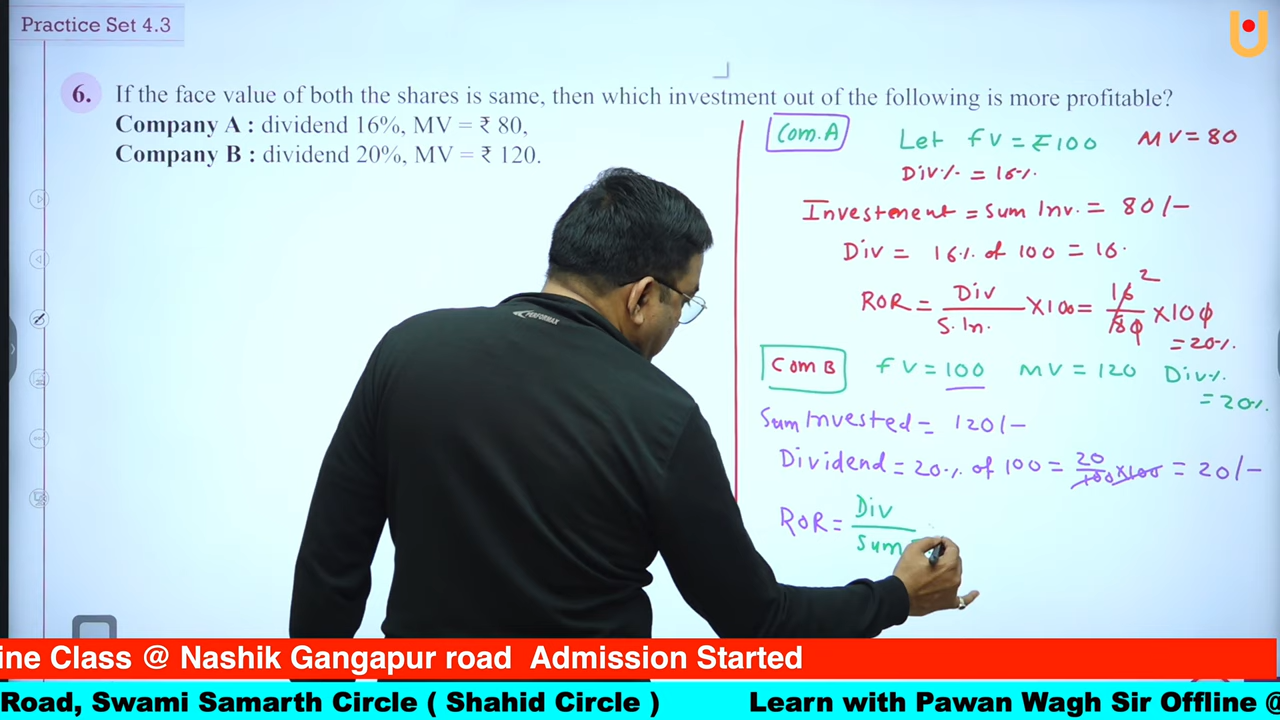 Practice Set 4.3
6. If the face value of both the shares is same, then which investment out of the following is more profitable?
Company A : dividend 16%, MV = ₹ 80,
Company B : dividend 20%, MV = ₹ 120.
Com.A Let FV = ₹100 MV = 80
Div% = 16%.
Investment = Sum Inv. = 80/-
Div = 16% of 100 = 16.
ROR = Div / S.In. × 100 = 16 2 / 80 × 100
= 20%.
Com B FV = 100 MV = 120 Div%.
= 20%.
Sum Invested = 120/-
Dividend = 20% of 100 = 20/100 × 100 = 20/-
ROR = Div / Sum
ine Class @ Nashik Gangapur road Admission Started
Road, Swami Samarth Circle ( Shahid Circle ) Learn with Pawan Wagh Sir Offline @